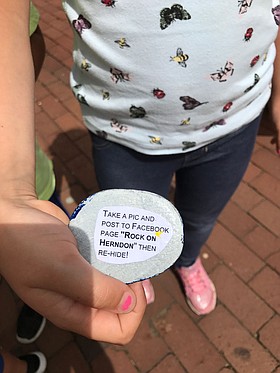 TAKE A PIC AND
POST TO FACEBOOK
PAGE "ROCK ON
HERNDON" THEN
RE-HIDE!